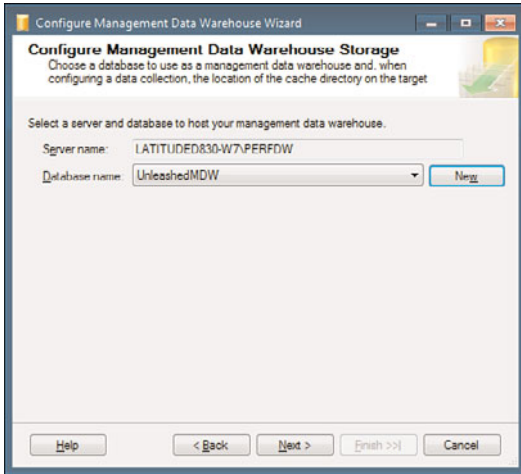 Configure Management Data Warehouse Wizard
Configure Management Data Warehouse Storage
Choose a database to use as a management data warehouse and, when
configuring a data collection, the location of the cache directory on the target
Select a server and database to host your management data warehouse.
Server name: LATITUDED830-W7\PERFDW
Database name: UnleashedMDW New
Help < Back Next > Finish >>| Cancel